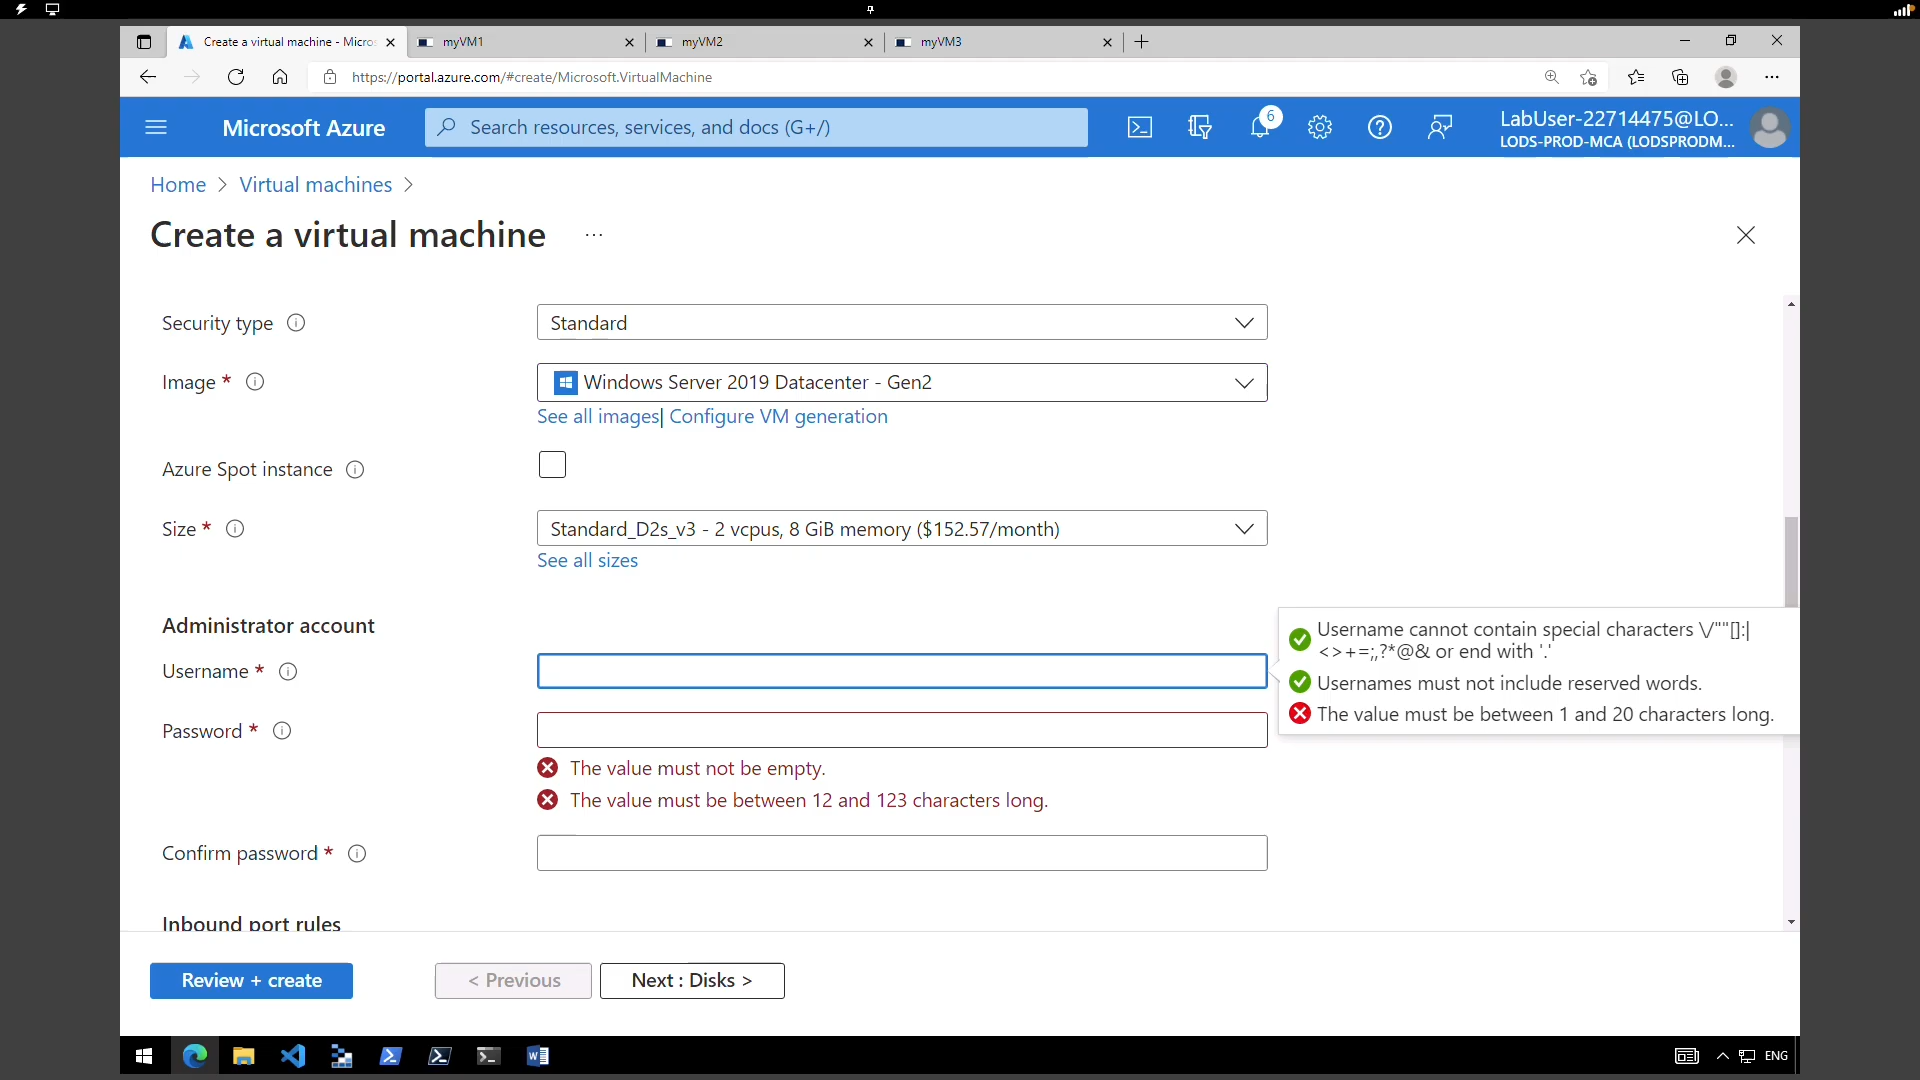 Create a virtual machine - Micros
myVM1
myVM2
myVM3
https://portal.azure.com/#create/Microsoft.VirtualMachine
Microsoft Azure
Search resources, services, and docs (G+/)
6
LabUser-22714475@LO...
LODS-PROD-MCA (LODSPRODM...
Home > Virtual machines >
Create a virtual machine ...
Security type
Standard
Image *
Windows Server 2019 Datacenter - Gen2
See all images| Configure VM generation
Azure Spot instance
Size *
Standard_D2s_v3 - 2 vcpus, 8 GiB memory ($152.57/month)
See all sizes
Administrator account
Username *
Username cannot contain special characters \/""[]:|
<>+=;,?*@& or end with '.'
Usernames must not include reserved words.
The value must be between 1 and 20 characters long.
Password *
The value must not be empty.
The value must be between 12 and 123 characters long.
Confirm password *
Inbound port rules
Review + create
< Previous
Next : Disks >
ENG